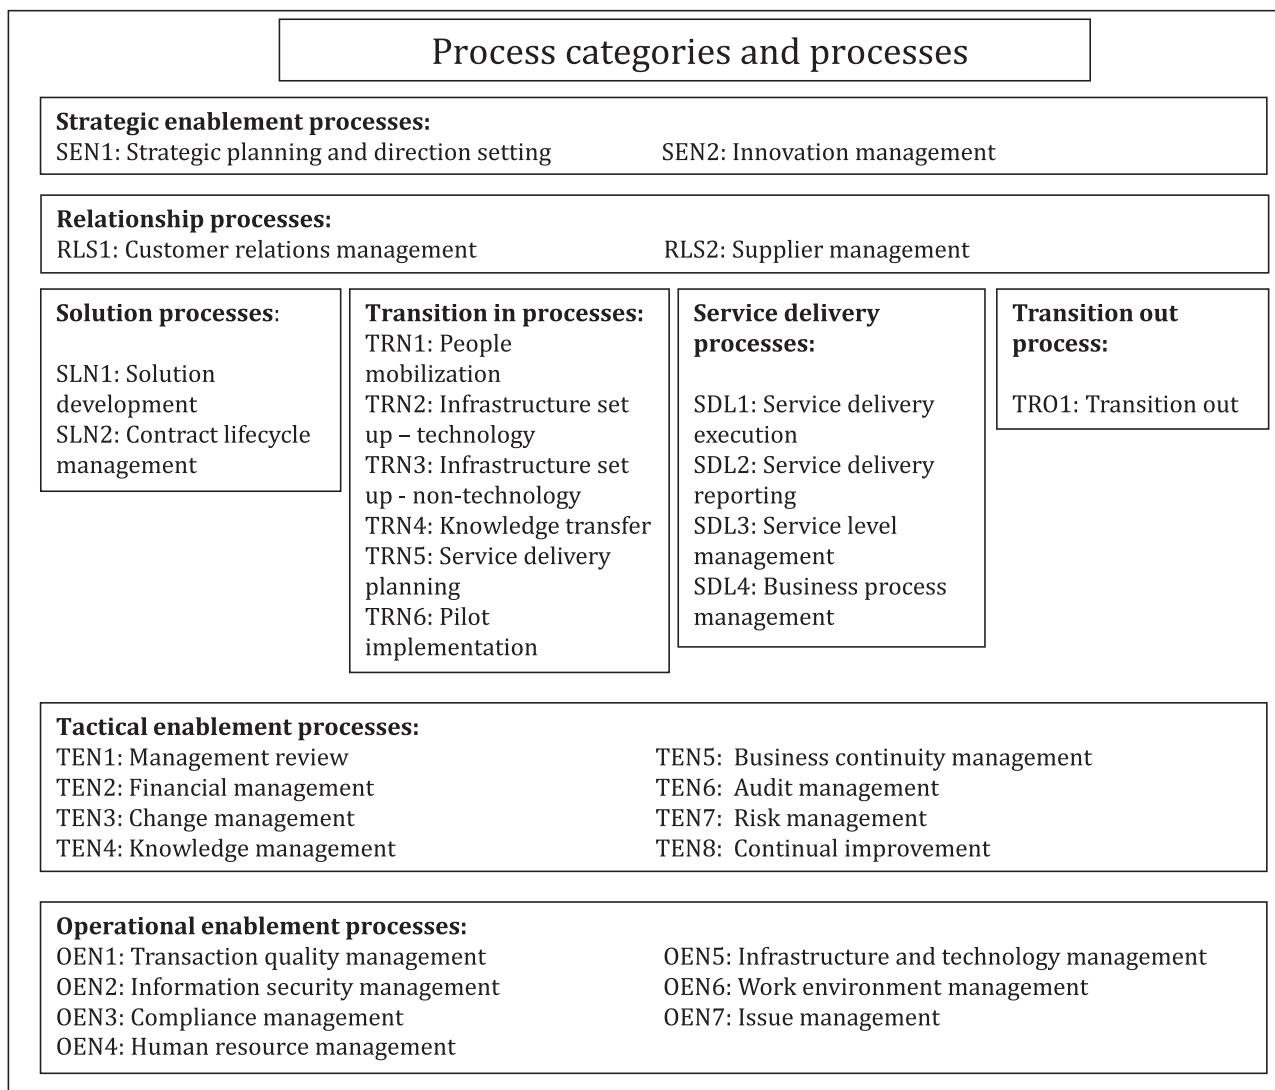 Process categories and processes
Strategic enablement processes:
SEN1: Strategic planning and direction setting
SEN2: Innovation management
Relationship processes:
RLS1: Customer relations management
RLS2: Supplier management
Solution processes:
SLN1: Solution
development
SLN2: Contract lifecycle
management
Transition in processes:
TRN1: People
mobilization
TRN2: Infrastructure set
up – technology
TRN3: Infrastructure set
up - non-technology
TRN4: Knowledge transfer
TRN5: Service delivery
planning
TRN6: Pilot
implementation
Service delivery
processes:
SDL1: Service delivery
execution
SDL2: Service delivery
reporting
SDL3: Service level
management
SDL4: Business process
management
Transition out
process:
TRO1: Transition out
Tactical enablement processes:
TEN1: Management review
TEN2: Financial management
TEN3: Change management
TEN4: Knowledge management
TEN5: Business continuity management
TEN6: Audit management
TEN7: Risk management
TEN8: Continual improvement
Operational enablement processes:
OEN1: Transaction quality management
OEN2: Information security management
OEN3: Compliance management
OEN4: Human resource management
OEN5: Infrastructure and technology management
OEN6: Work environment management
OEN7: Issue management